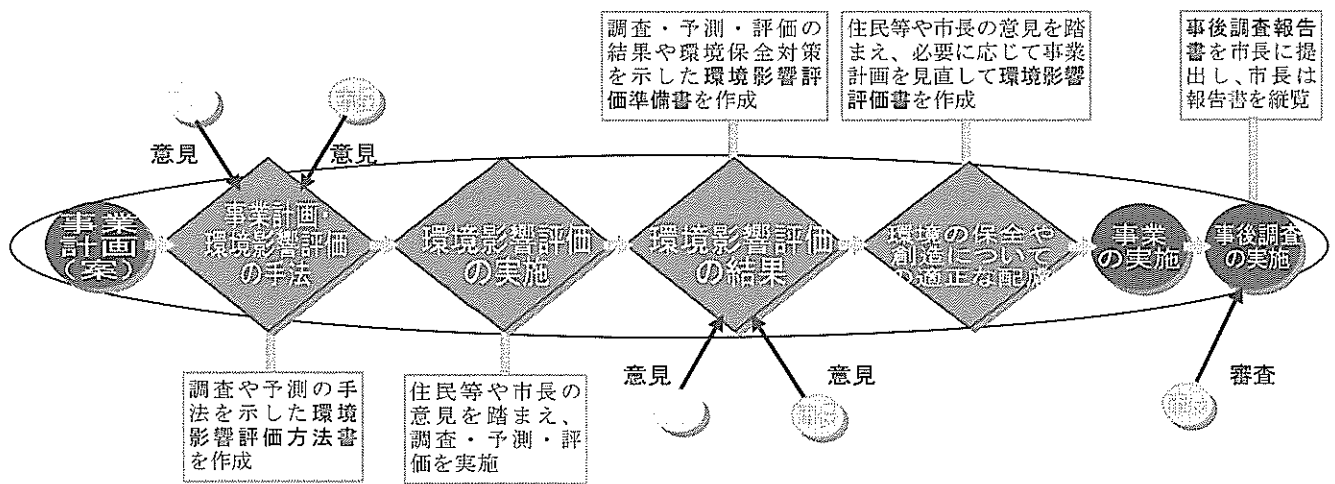 調査・予測・評価の
結果や環境保全対策
を示した環境影響評
価準備書を作成
住民等や市長の意見を踏
まえ、必要に応じて事業
計画を見直して環境影響
評価書を作成
事後調査報告
書を市長に提
出し、市長は
報告書を縦覧
意見
意見
事業
計画
(案)
事業計画・
環境影響評価
の手法
環境影響評価
の実施
環境影響評価
の結果
環境の保全や
創造について
の適正な配慮
事業
の実施
事後調査
の実施
調査や予測の手
法を示した環境
影響評価方法書
を作成
住民等や市長の
意見を踏まえ、
調査・予測・評
価を実施
意見
意見
審査